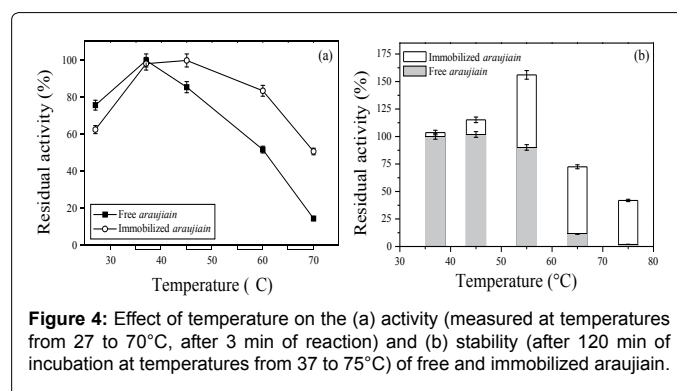 (a)
Residual activity (%)
100
80
60
40
20
0
Free araujiain
Immobilized araujiain
30 40 50 60 70
Temperature ( C)
(b)
Residual activity (%)
175
150
125
100
75
50
25
0
Immobilized araujiain
Free araujiain
30 40 50 60 70 80
Temperature (°C)
Figure 4: Effect of temperature on the (a) activity (measured at temperatures
from 27 to 70°C, after 3 min of reaction) and (b) stability (after 120 min of
incubation at temperatures from 37 to 75°C) of free and immobilized araujiain.